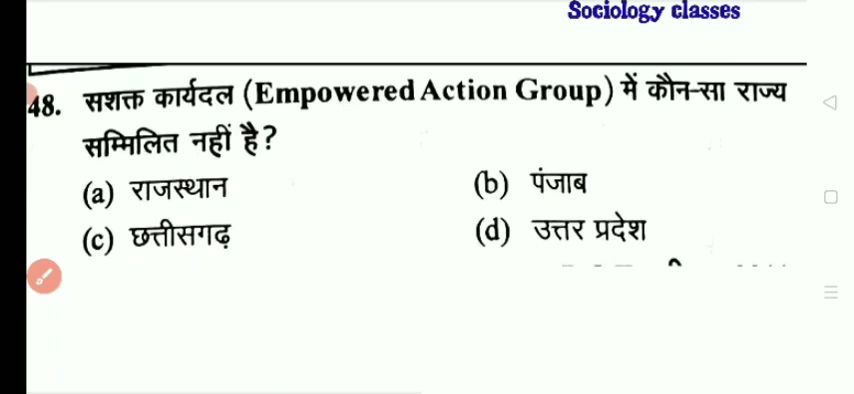 Sociology classes
48. सशक्त कार्यदल (Empowered Action Group) में कौन-सा राज्य
सम्मिलित नहीं है?
(a) राजस्थान (b) पंजाब
(c) छत्तीसगढ़ (d) उत्तर प्रदेश